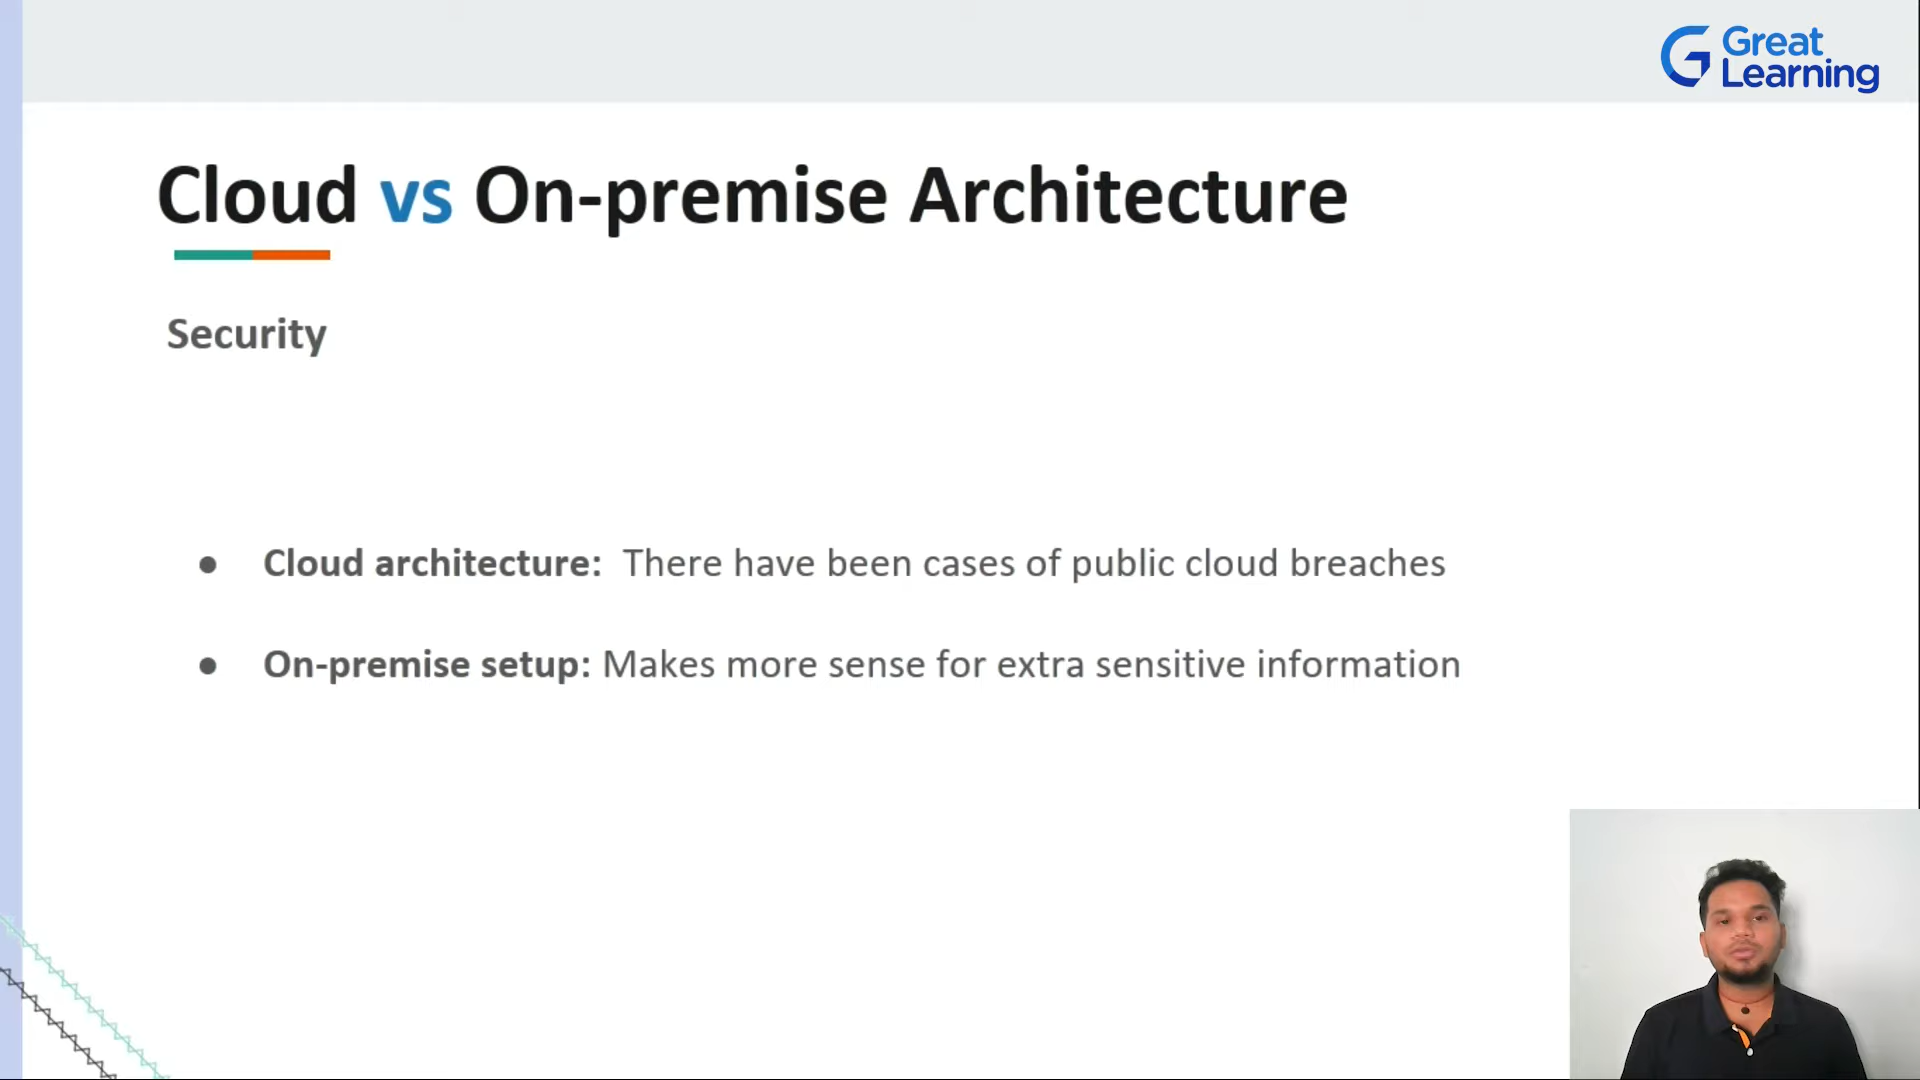 Great
Learning
Cloud vs On-premise Architecture
Security
● Cloud architecture: There have been cases of public cloud breaches
● On-premise setup: Makes more sense for extra sensitive information